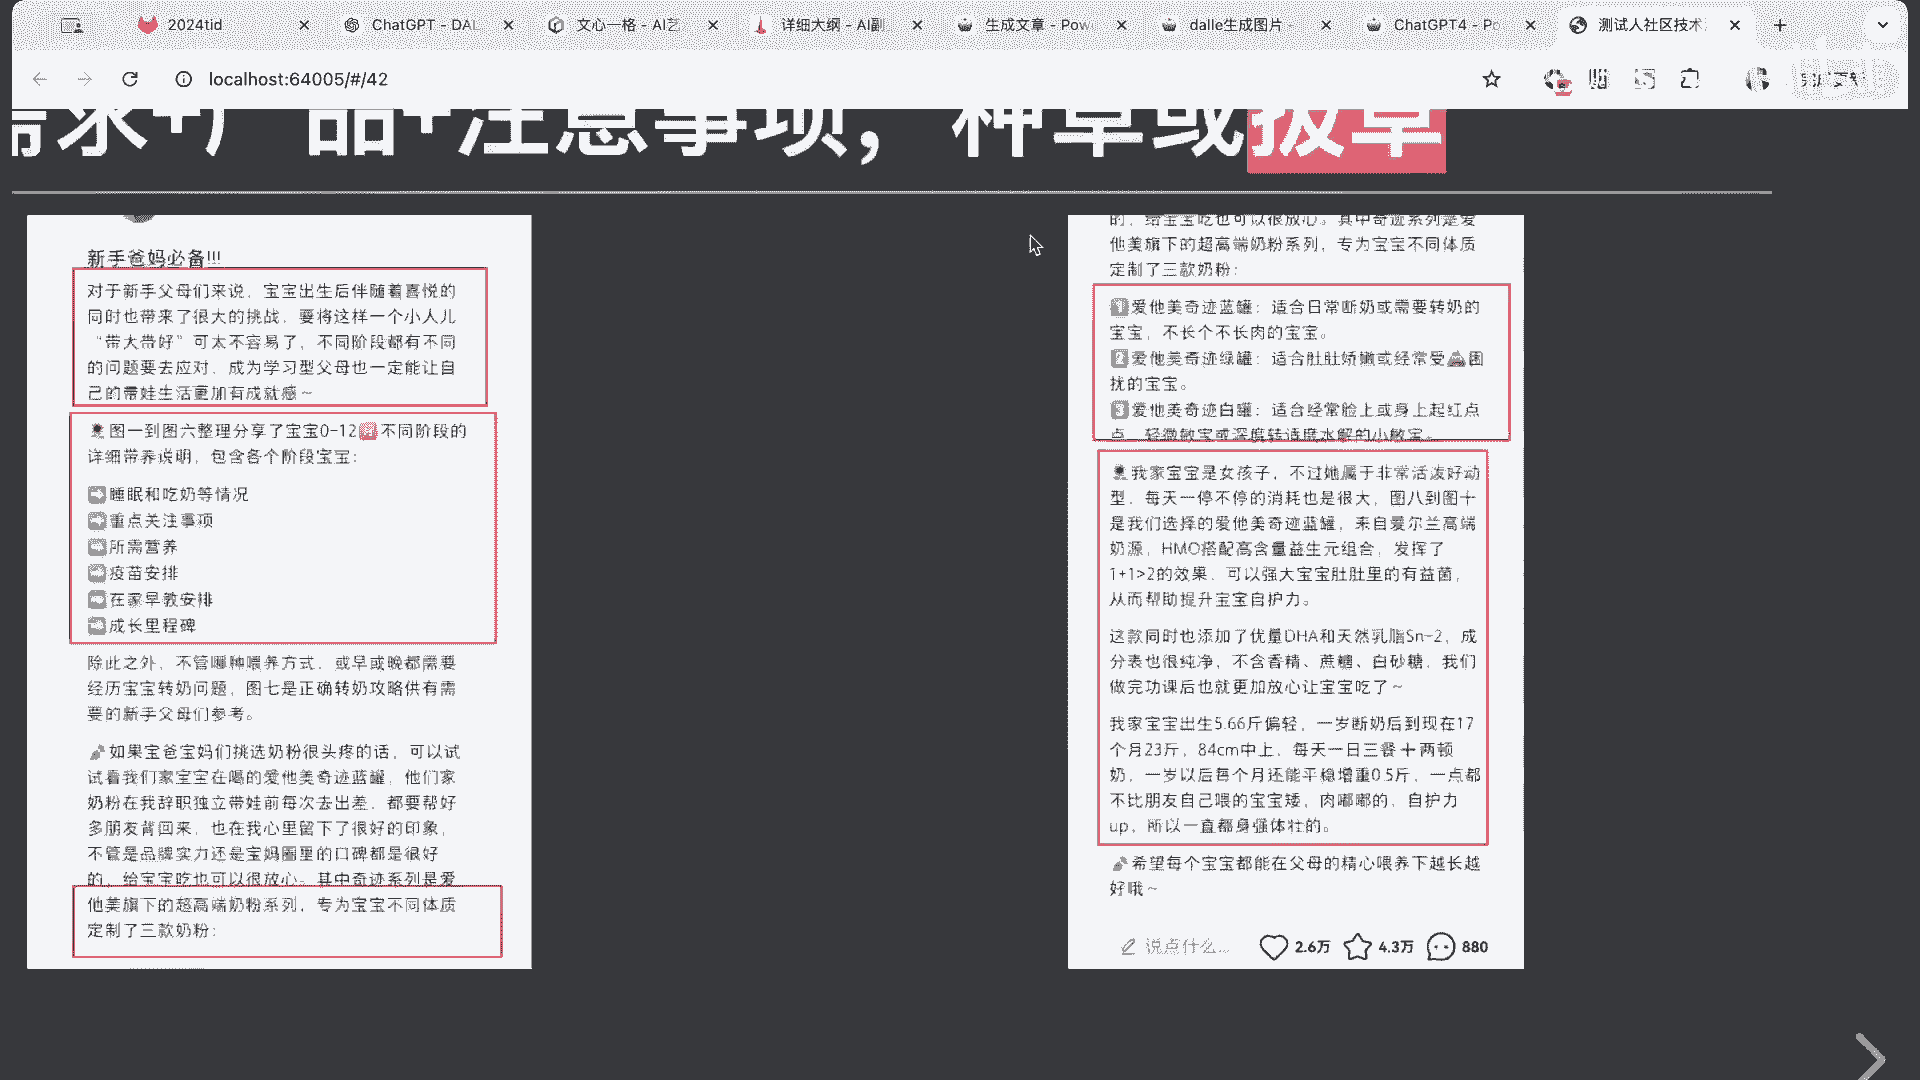 2024tid
ChatGPT - DAL
文心一格 - AI艺
详细大纲 - AI副
生成文章 - Pow
dalle生成图片 -
ChatGPT4 - Po
测试人社区技术
localhost:64005/#/42
需求+产品+注意事项，种草或拔草
新手爸妈必备!!!
对于新手父母们来说，宝宝出生后伴随着喜悦的
同时也带来了很大的挑战，要将这样一个小人儿
“带大带好”可太不容易了，不同阶段都有不同
的问题要去应对，成为学习型父母也一定能让自
己的带娃生活更加有成就感～
图一到图六整理分享了宝宝0-12不同阶段的
详细带养说明，包含各个阶段宝宝：
➡睡眠和吃奶等情况
➡重点关注事项
➡所需营养
➡疫苗安排
➡在家早教安排
➡成长里程碑
除此之外，不管哪种喂养方式，或早或晚都需要
经历宝宝转奶问题，图七是正确转奶攻略供有需
要的新手父母们参考。
如果宝爸宝妈们挑选奶粉很头疼的话，可以试
试看我们家宝宝在喝的爱他美奇迹蓝罐，他们家
奶粉在我辞职独立带娃前每次去出差，都要帮好
多朋友背回来，也在我心里留下了很好的印象，
不管是品牌实力还是宝妈圈里的口碑都是很好
的，给宝宝吃也可以很放心。其中奇迹系列是爱
他美旗下的超高端奶粉系列，专为宝宝不同体质
定制了三款奶粉：
的，给宝宝吃也可以很放心。其中奇迹系列是爱
他美旗下的超高端奶粉系列，专为宝宝不同体质
定制了三款奶粉：
1爱他美奇迹蓝罐：适合日常断奶或需要转奶的
宝宝，不长个不长肉的宝宝。
2爱他美奇迹绿罐：适合肚肚娇嫩或经常受💩困
扰的宝宝。
3爱他美奇迹白罐：适合经常脸上或身上起红点
点，轻微敏宝或深度转适度水解的小敏宝。
我家宝宝是女孩子，不过她属于非常活泼好动
型，每天一停不停的消耗也是很大，图八到图十
是我们选择的爱他美奇迹蓝罐，来自爱尔兰高端
奶源，HMO搭配高含量益生元组合，发挥了
1+1>2的效果，可以强大宝宝肚肚里的有益菌，
从而帮助提升宝宝自护力。
这款同时也添加了优量DHA和天然乳脂Sn-2，成
分表也很纯净，不含香精、蔗糖、白砂糖，我们
做完功课后也就更加放心让宝宝吃了～
我家宝宝出生5.66斤偏轻，一岁断奶后到现在17
个月23斤，84cm中上，每天一日三餐➕两顿
奶，一岁以后每个月还能平稳增重0.5斤，一点都
不比朋友自己喂的宝宝矮，肉嘟嘟的，自护力
up，所以一直都身强体壮的。
希望每个宝宝都能在父母的精心喂养下越长越
好哦～
说点什么...
2.6万
4.3万
880